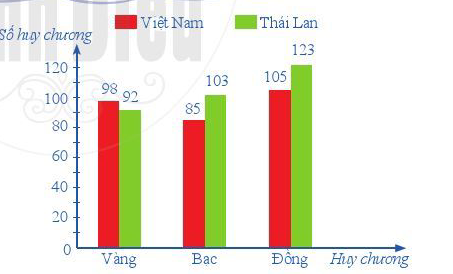 Việt Nam
Thái Lan
Số huy chương
120
100
80
60
40
20
0
98
92
85
103
105
123
Vàng
Bạc
Đồng
Huy chương